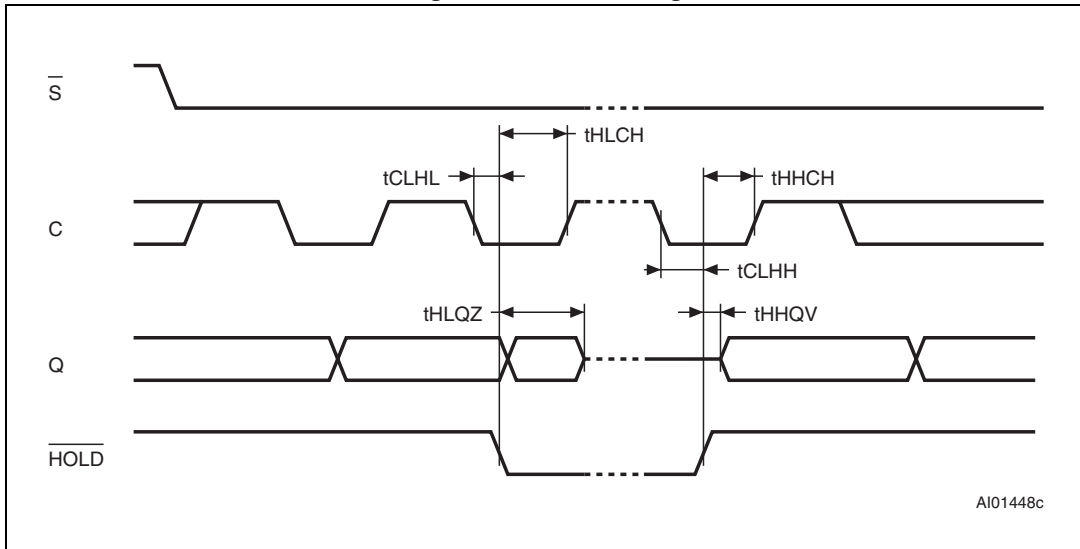 S
tHLCH
tCLHL
tHHCH
C
tCLHH
tHLQZ
tHHQV
Q
HOLD
AI01448c